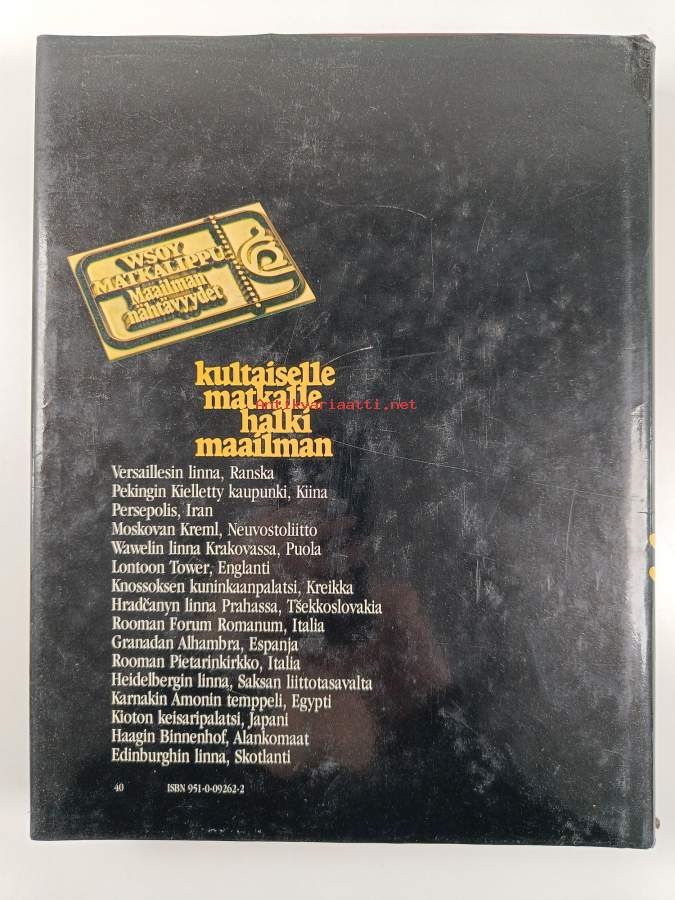 WSOY
MATKALIPPU
Maailman
nähtävyydet
kultaiselle
matkalle
Antikvariaatti.net
halki
maailman
Versaillesin linna, Ranska
Pekingin Kielletty kaupunki, Kiina
Persepolis, Iran
Moskovan Kreml, Neuvostoliitto
Wawelin linna Krakovassa, Puola
Lontoon Tower, Englanti
Knossoksen kuninkaanpalatsi, Kreikka
Hradčanyn linna Prahassa, Tšekkoslovakia
Rooman Forum Romanum, Italia
Granadan Alhambra, Espanja
Rooman Pietarinkirkko, Italia
Heidelbergin linna, Saksan liittotasavalta
Karnakin Amonin temppeli, Egypti
Kioton keisaripalatsi, Japani
Haagin Binnenhof, Alankomaat
Edinburghin linna, Skotlanti
40 ISBN 951-0-09262-2